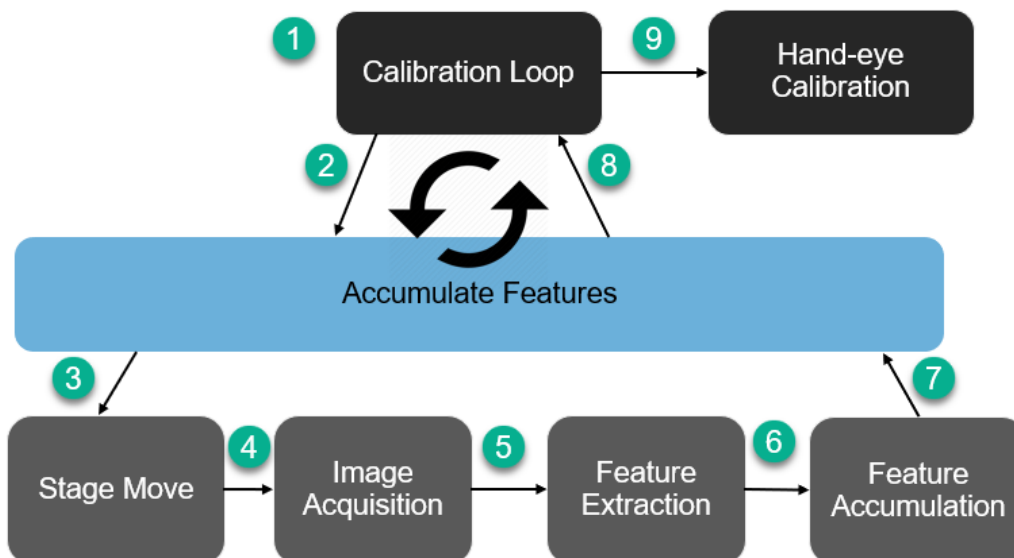 1
Calibration Loop
9
Hand-eye
Calibration
2
8
Accumulate Features
3
7
Stage Move
4
Image
Acquisition
5
Feature
Extraction
6
Feature
Accumulation